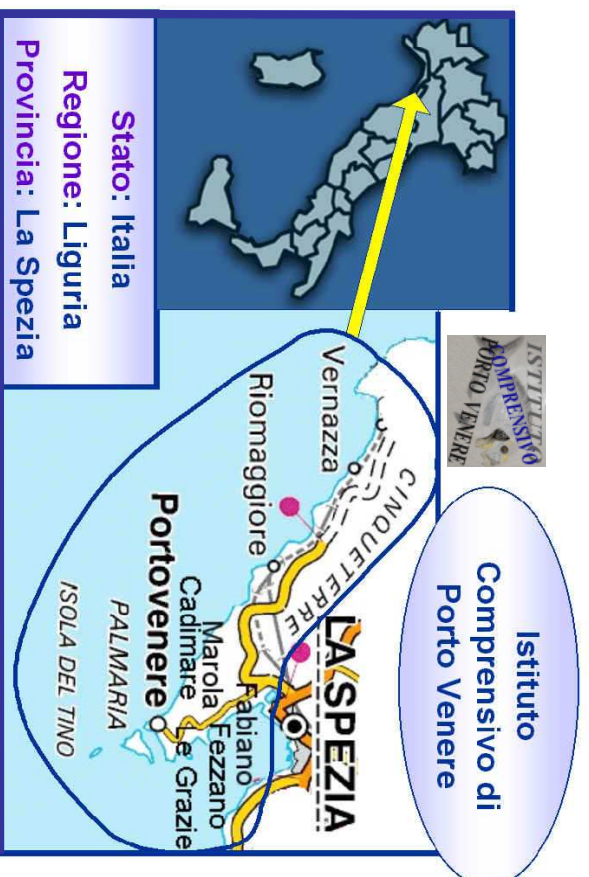 ISTITUTO
COMPRENSIVO
PORTO VENERE
Istituto
Comprensivo di
Porto Venere
Stato: Italia
Regione: Liguria
Provincia: La Spezia
Vernazza
CINQUETERRE
Riomaggiore
LA SPEZIA
Fabiano
Marola
Fezzano
Cadimare
Le Grazie
Portovenere
PALMARIA
ISOLA DEL TINO